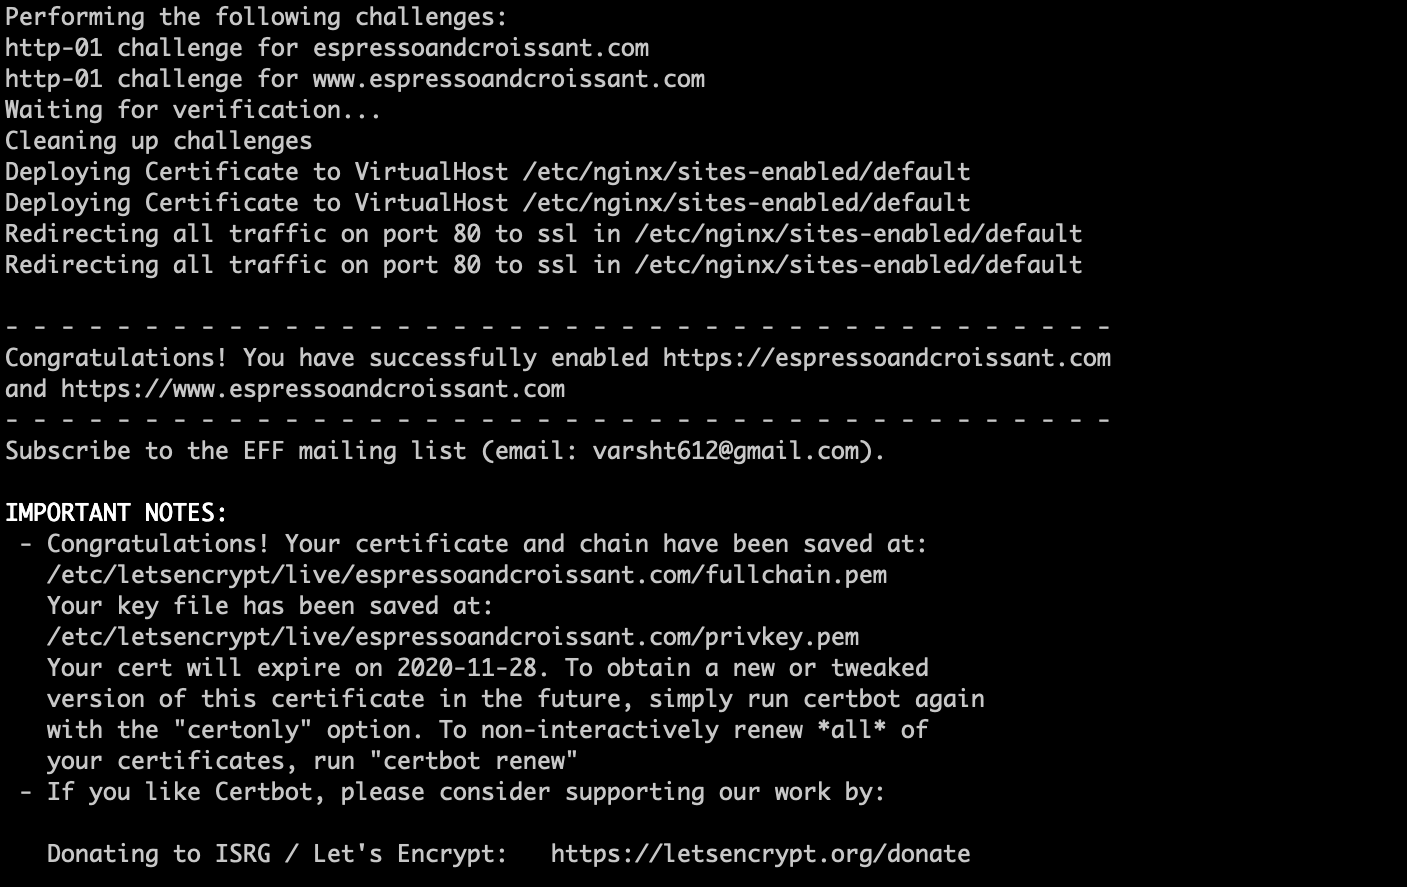 Performing the following challenges:
http-01 challenge for espressoandcroissant.com
http-01 challenge for www.espressoandcroissant.com
Waiting for verification...
Cleaning up challenges
Deploying Certificate to VirtualHost /etc/nginx/sites-enabled/default
Deploying Certificate to VirtualHost /etc/nginx/sites-enabled/default
Redirecting all traffic on port 80 to ssl in /etc/nginx/sites-enabled/default
Redirecting all traffic on port 80 to ssl in /etc/nginx/sites-enabled/default
- - - - - - - - - - - - - - - - - - - - - - - - - - - - - - - - - - - - - - - -
Congratulations! You have successfully enabled https://espressoandcroissant.com
and https://www.espressoandcroissant.com
- - - - - - - - - - - - - - - - - - - - - - - - - - - - - - - - - - - - - - - -
Subscribe to the EFF mailing list (email: varsht612@gmail.com).
IMPORTANT NOTES:
- Congratulations! Your certificate and chain have been saved at:
/etc/letsencrypt/live/espressoandcroissant.com/fullchain.pem
Your key file has been saved at:
/etc/letsencrypt/live/espressoandcroissant.com/privkey.pem
Your cert will expire on 2020-11-28. To obtain a new or tweaked
version of this certificate in the future, simply run certbot again
with the "certonly" option. To non-interactively renew *all* of
your certificates, run "certbot renew"
- If you like Certbot, please consider supporting our work by:
Donating to ISRG / Let's Encrypt:   https://letsencrypt.org/donate